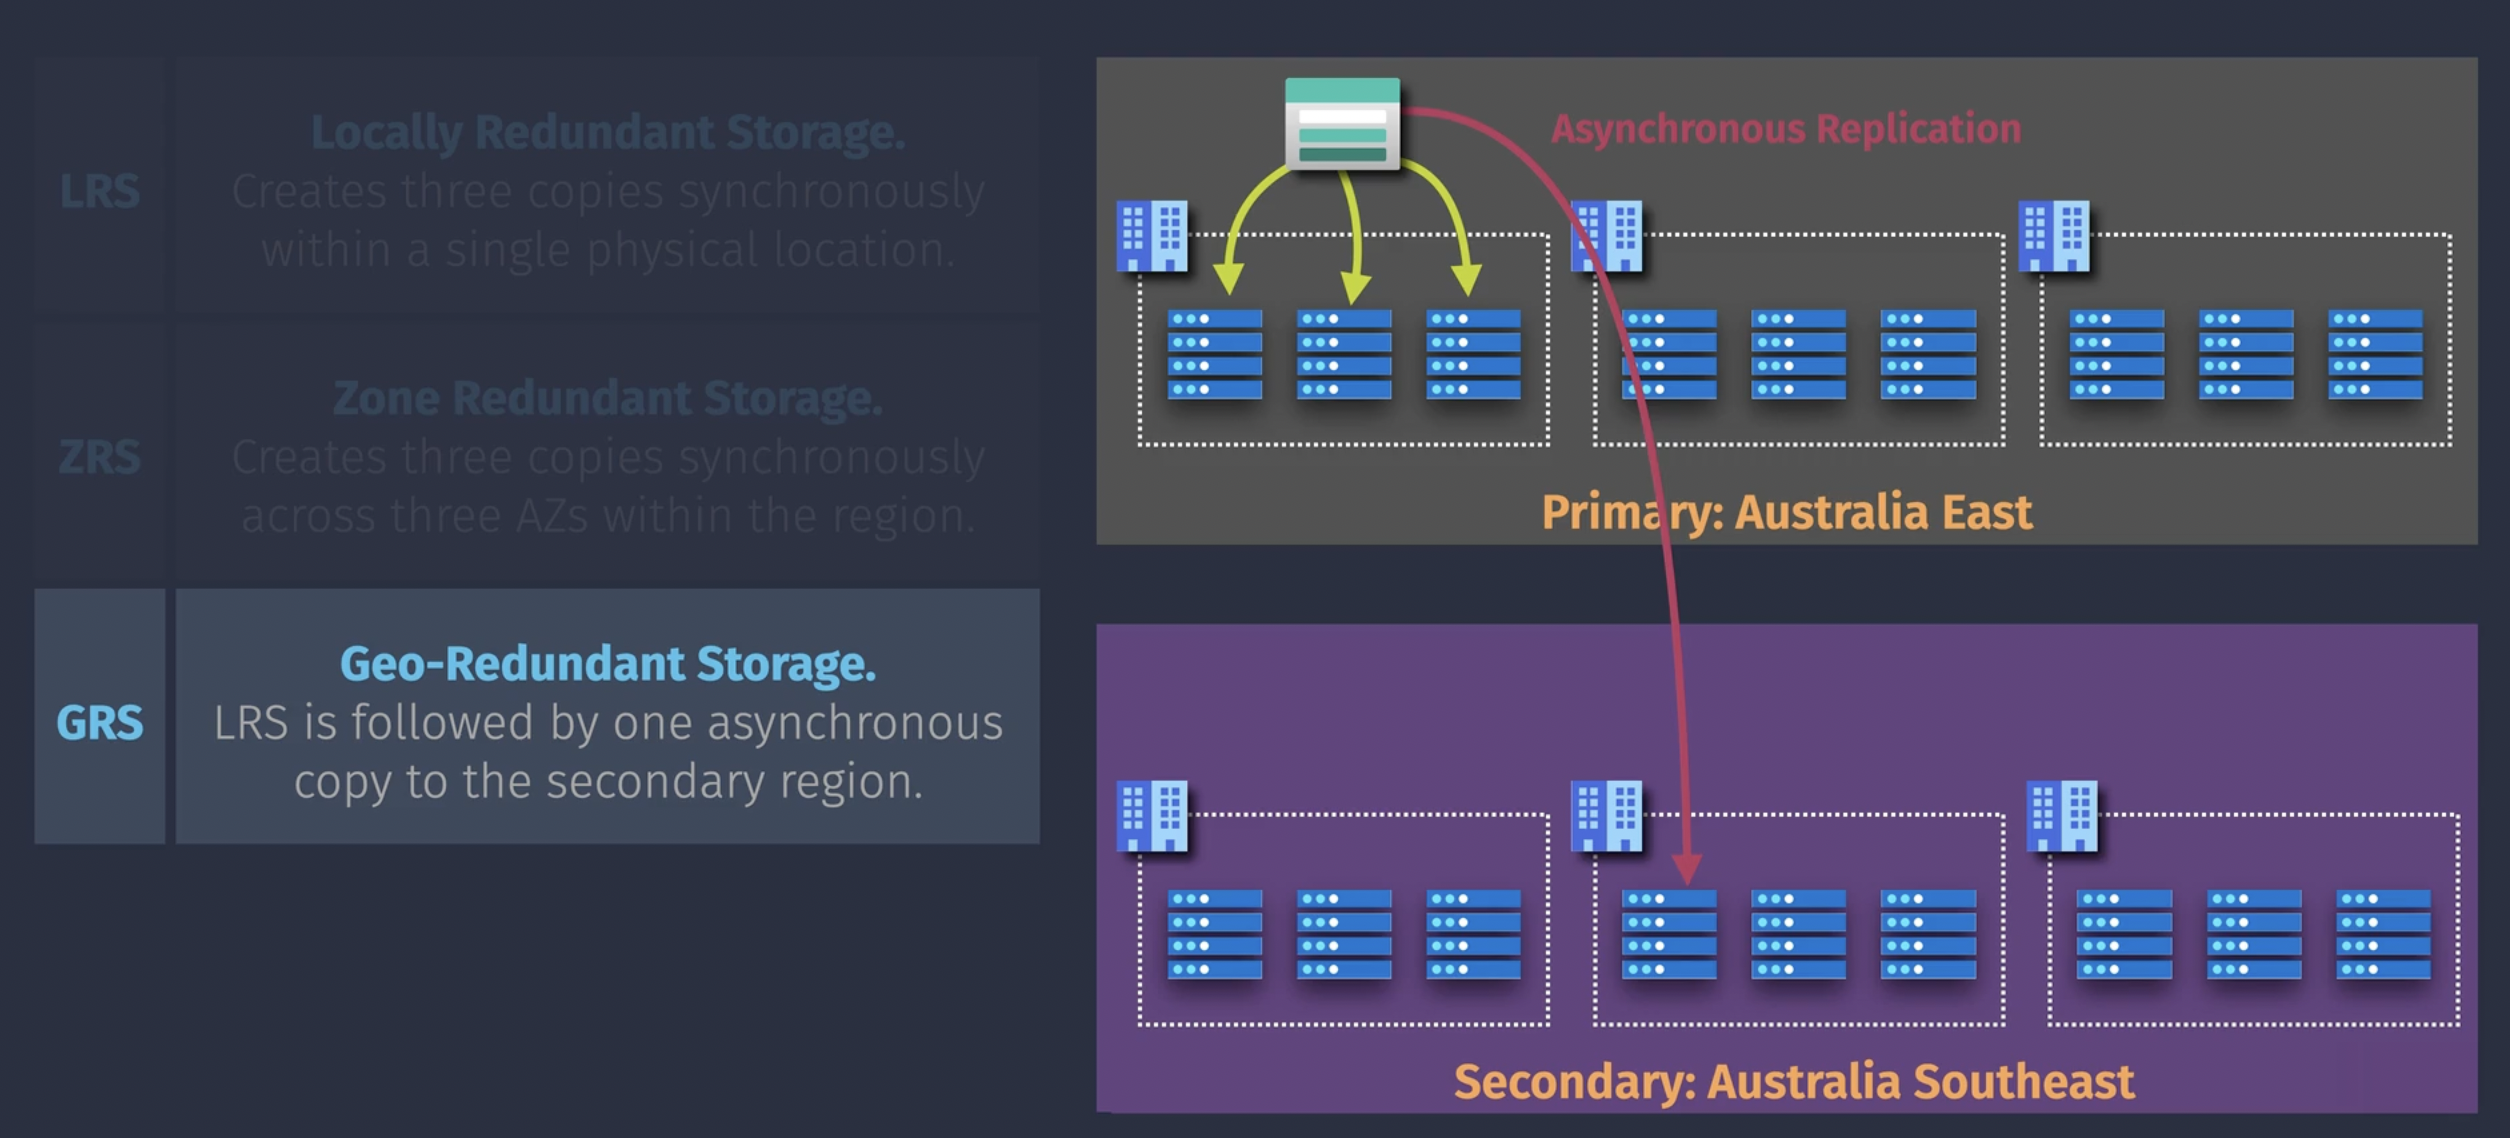 LRS
Locally Redundant Storage.
Creates three copies synchronously
within a single physical location.
ZRS
Zone Redundant Storage.
Creates three copies synchronously
across three AZs within the region.
GRS
Geo-Redundant Storage.
LRS is followed by one asynchronous
copy to the secondary region.
Asynchronous Replication
Primary: Australia East
Secondary: Australia Southeast